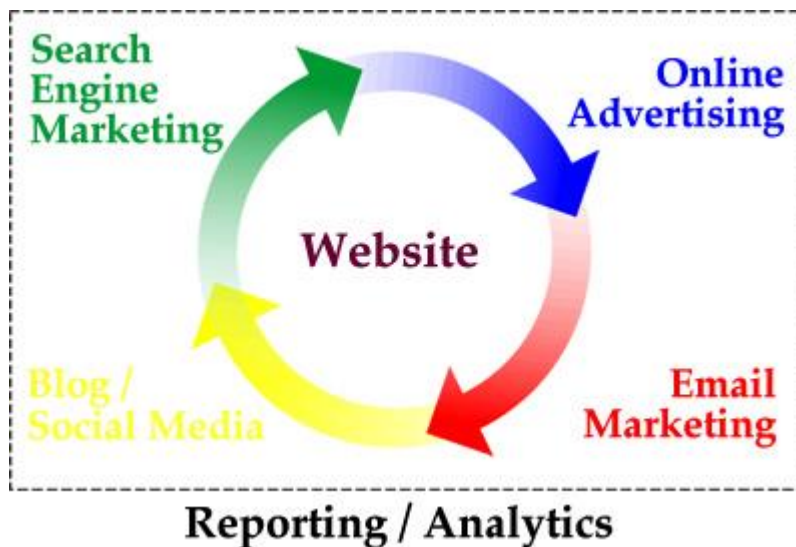 Search
Engine
Marketing
Online
Advertising
Website
Blog /
Social Media
Email
Marketing
Reporting / Analytics